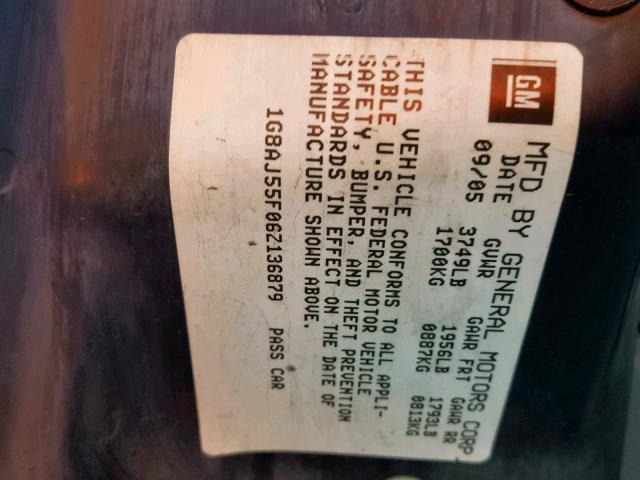 GM
MFD BY GENERAL MOTORS CORP
DATE GVWR GAWR FRT GAWR RR
09/05 3749LB 1956LB 1793LB
1700KG 0887KG 0813KG
THIS VEHICLE CONFORMS TO ALL APPLI-
CABLE U.S. FEDERAL MOTOR VEHICLE
SAFETY, BUMPER, AND THEFT PREVENTION
STANDARDS IN EFFECT ON THE DATE OF
MANUFACTURE SHOWN ABOVE.
1G8AJ55F06Z136879 PASS CAR